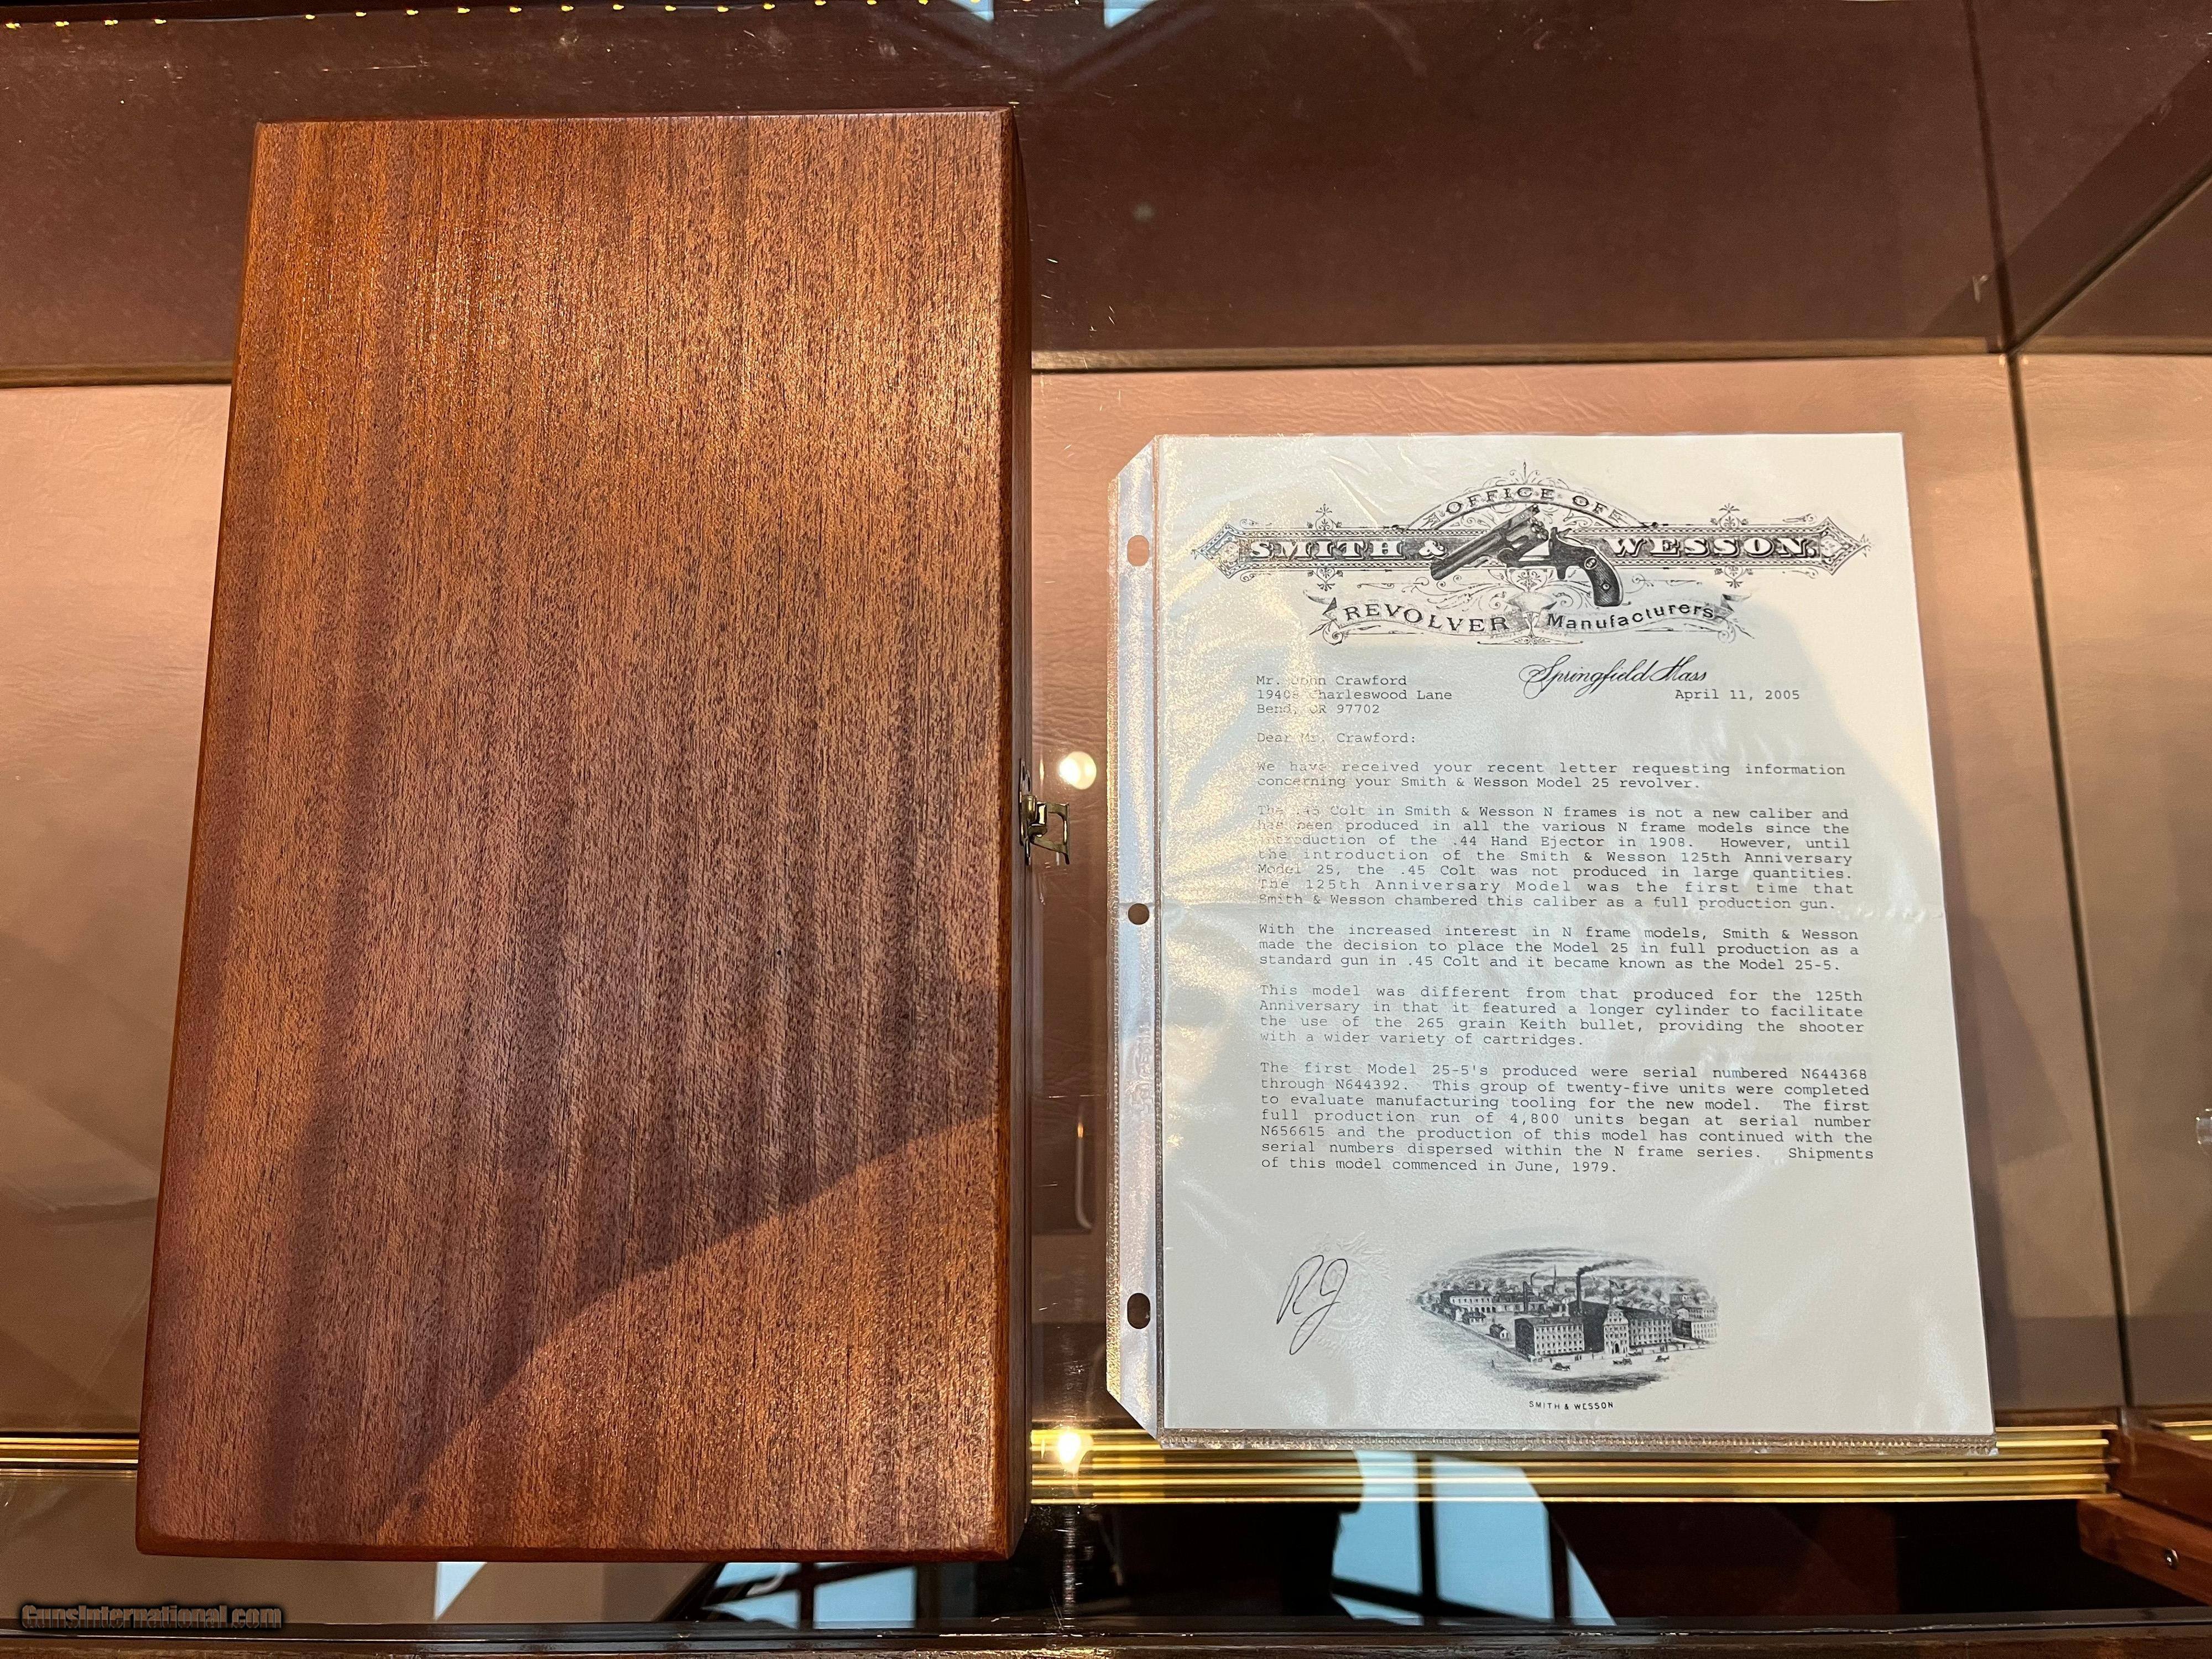 OFFICE OF
SMITH & WESSON,
REVOLVER Manufacturers
Springfield Mass
Mr. John Crawford
19408 Charleswood Lane
April 11, 2005
Bend, OR 97702
Dear Mr. Crawford:
We have received your recent letter requesting information
concerning your Smith & Wesson Model 25 revolver.
The .45 Colt in Smith & Wesson N frames is not a new caliber and
has been produced in all the various N frame models since the
introduction of the .44 Hand Ejector in 1908. However, until
the introduction of the Smith & Wesson 125th Anniversary
Model 25, the .45 Colt was not produced in large quantities.
The 125th Anniversary Model was the first time that
Smith & Wesson chambered this caliber as a full production gun.
With the increased interest in N frame models, Smith & Wesson
made the decision to place the Model 25 in full production as a
standard gun in .45 Colt and it became known as the Model 25-5.
This model was different from that produced for the 125th
Anniversary in that it featured a longer cylinder to facilitate
the use of the 265 grain Keith bullet, providing the shooter
with a wider variety of cartridges.
The first Model 25-5's produced were serial numbered N644368
through N644392. This group of twenty-five units were completed
to evaluate manufacturing tooling for the new model. The first
full production run of 4,800 units began at serial number
N656615 and the production of this model has continued with the
serial numbers dispersed within the N frame series. Shipments
of this model commenced in June, 1979.
RJ
SMITH & WESSON
GunsInternational.com